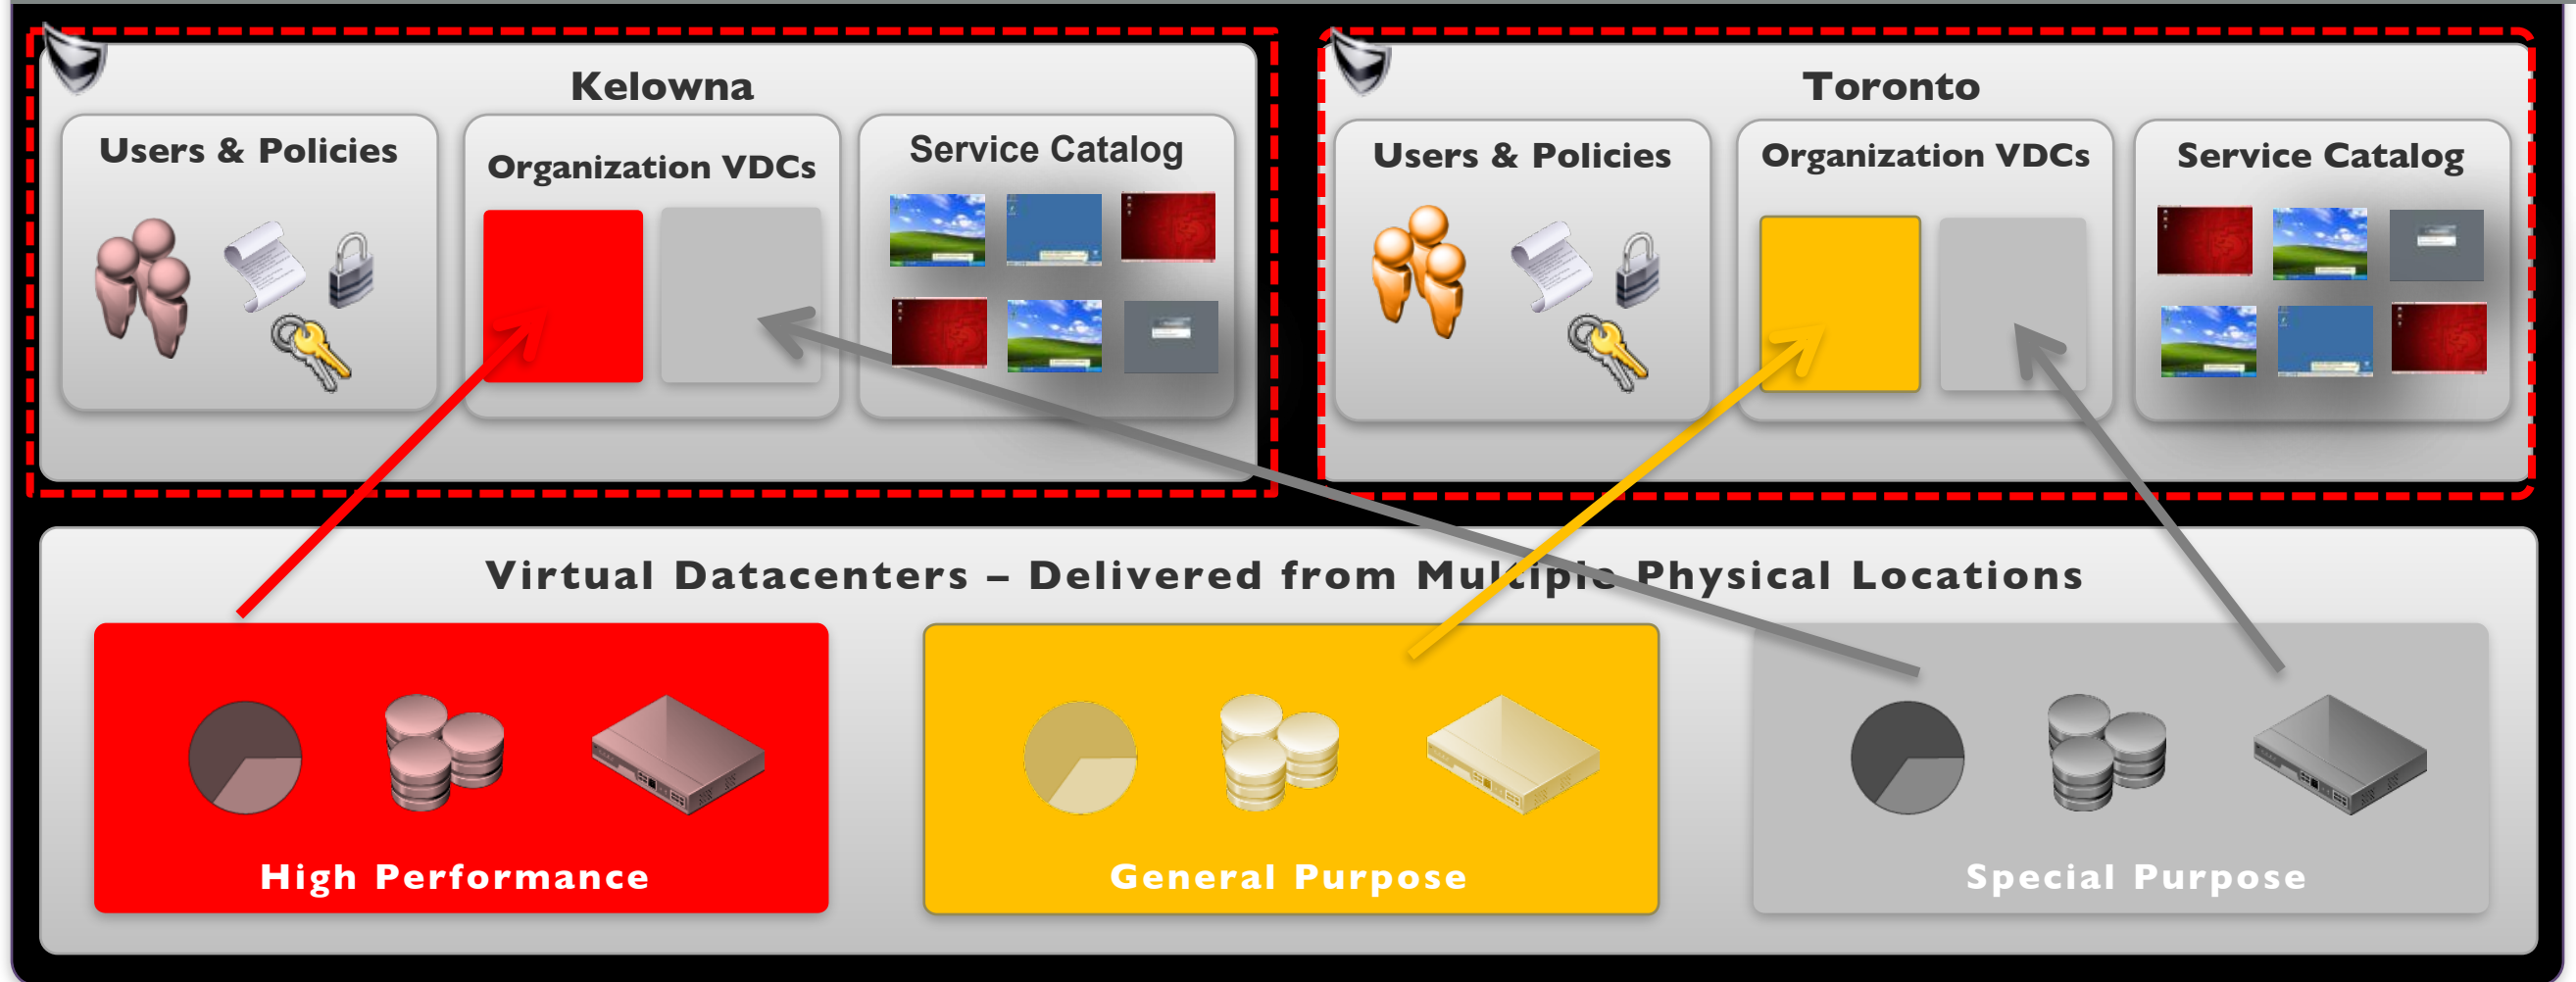 Kelowna
Users & Policies
Organization VDCs
Service Catalog
Toronto
Users & Policies
Organization VDCs
Service Catalog
Virtual Datacenters – Delivered from Multiple Physical Locations
High Performance
General Purpose
Special Purpose